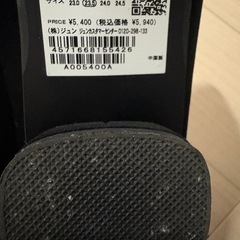 サイズ 23.0 23.5 24.0 24.5
PRICE ¥5,400 (税込価格 ¥5,940)
(株)ジュン ジュンカスタマーセンター 0120-298-133
4571668155426
A005400A 中国製